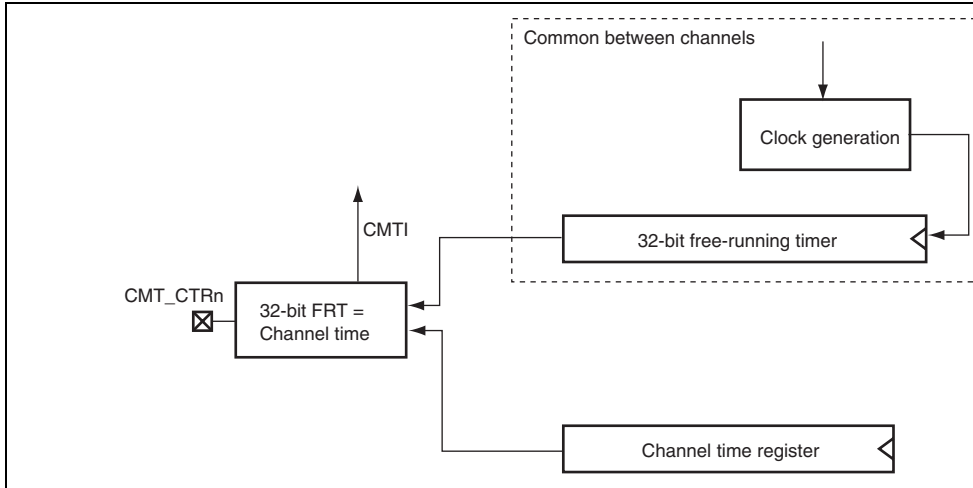 Common between channels
Clock generation
32-bit free-running timer
CMTI
CMT_CTRn
32-bit FRT =
Channel time
Channel time register